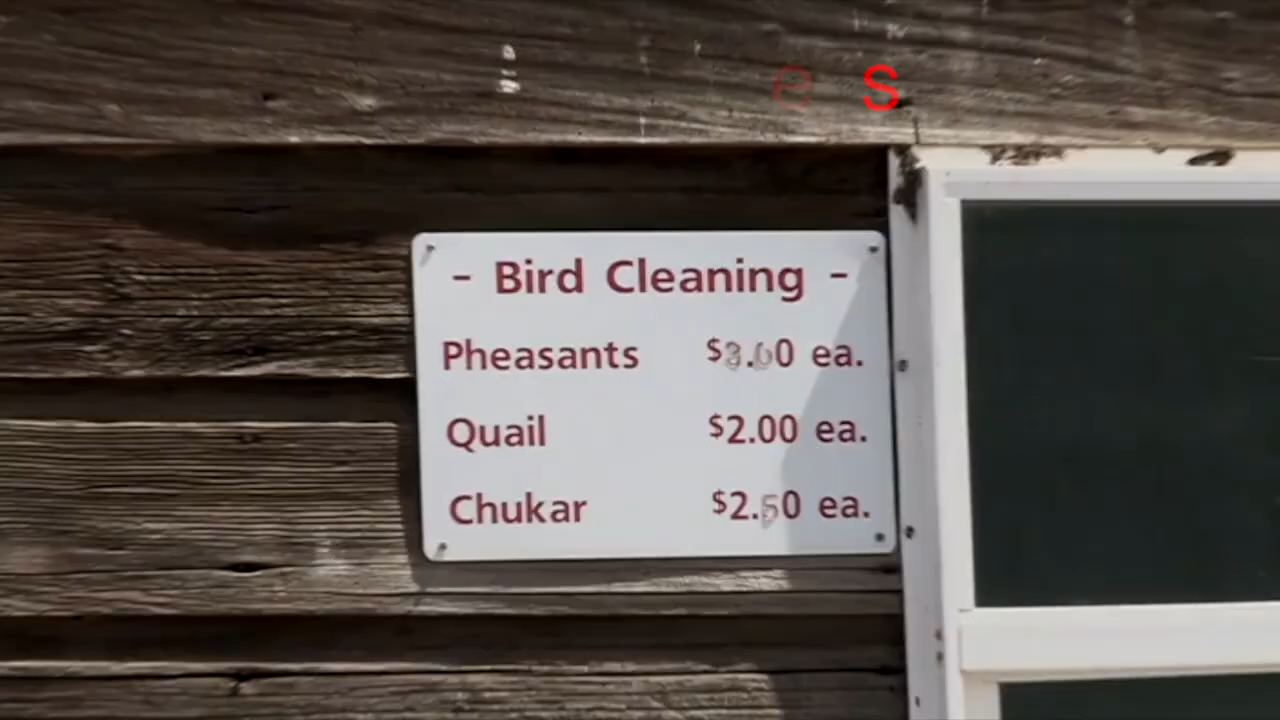 e s
- Bird Cleaning -
Pheasants $3.00 ea.
Quail $2.00 ea.
Chukar $2.50 ea.